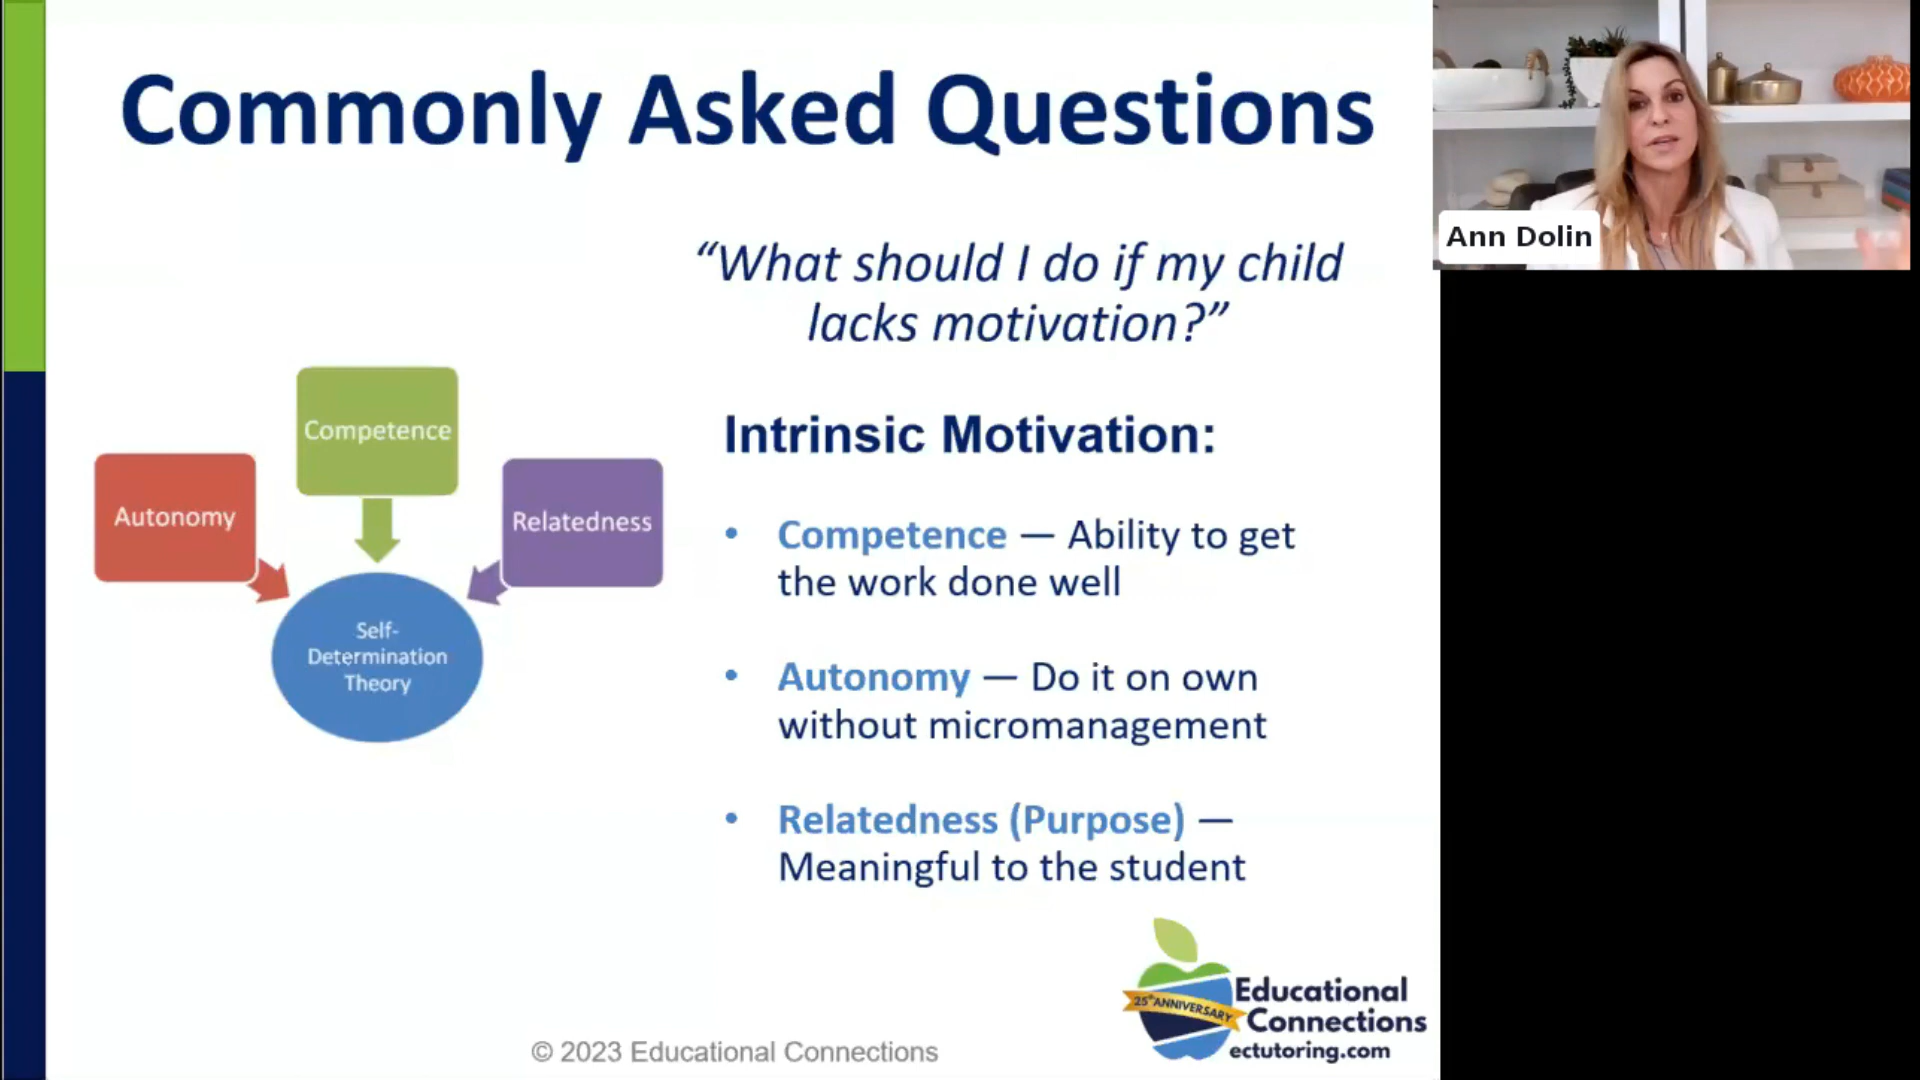 Commonly Asked Questions
Ann Dolin
“What should I do if my child
lacks motivation?”
Competence
Autonomy
Relatedness
Self-
Determination
Theory
Intrinsic Motivation:
• Competence — Ability to get
the work done well
• Autonomy — Do it on own
without micromanagement
• Relatedness (Purpose) —
Meaningful to the student
25th ANNIVERSARY
Educational
Connections
ectutoring.com
© 2023 Educational Connections